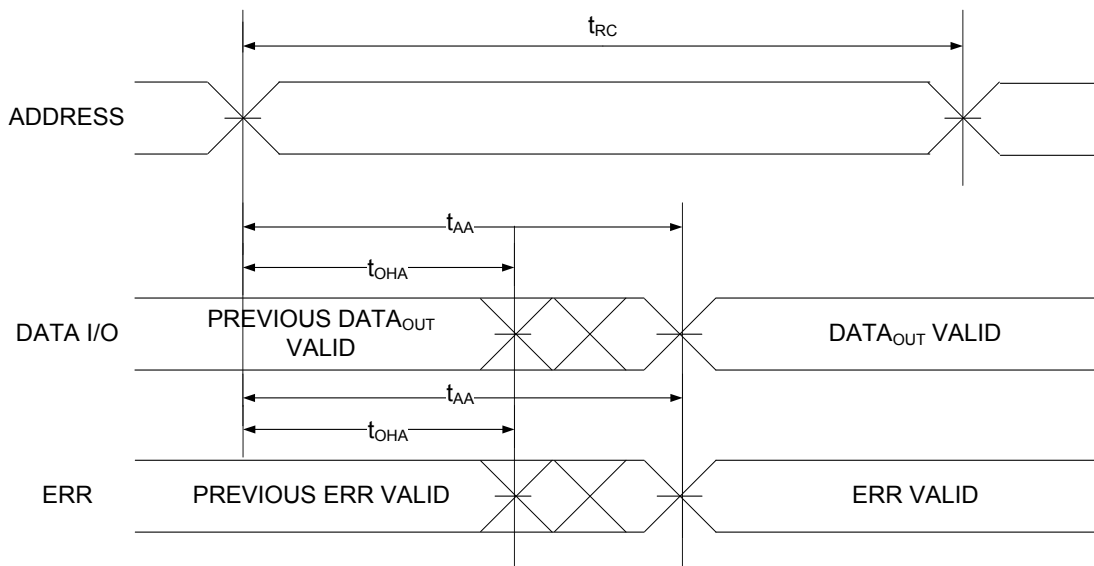 tRC
ADDRESS
tAA
tOHA
DATA I/O
PREVIOUS DATAOUT
VALID
DATAOUT VALID
tAA
tOHA
ERR
PREVIOUS ERR VALID
ERR VALID